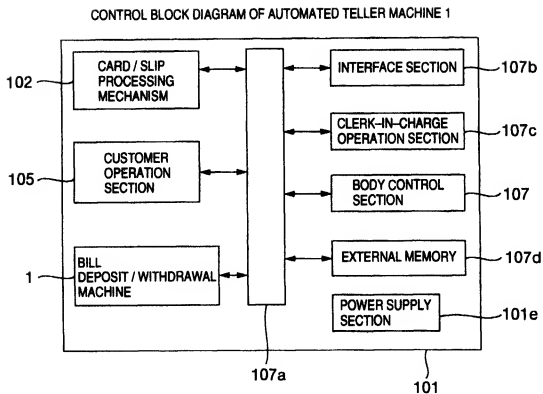 CONTROL BLOCK DIAGRAM OF AUTOMATED TELLER MACHINE 1
102
CARD / SLIP
PROCESSING
MECHANISM
105
CUSTOMER
OPERATION
SECTION
1
BILL
DEPOSIT / WITHDRAWAL
MACHINE
INTERFACE SECTION
107b
CLERK–IN–CHARGE
OPERATION SECTION
107c
BODY CONTROL
SECTION
107
EXTERNAL MEMORY
107d
POWER SUPPLY
SECTION
101e
107a
101